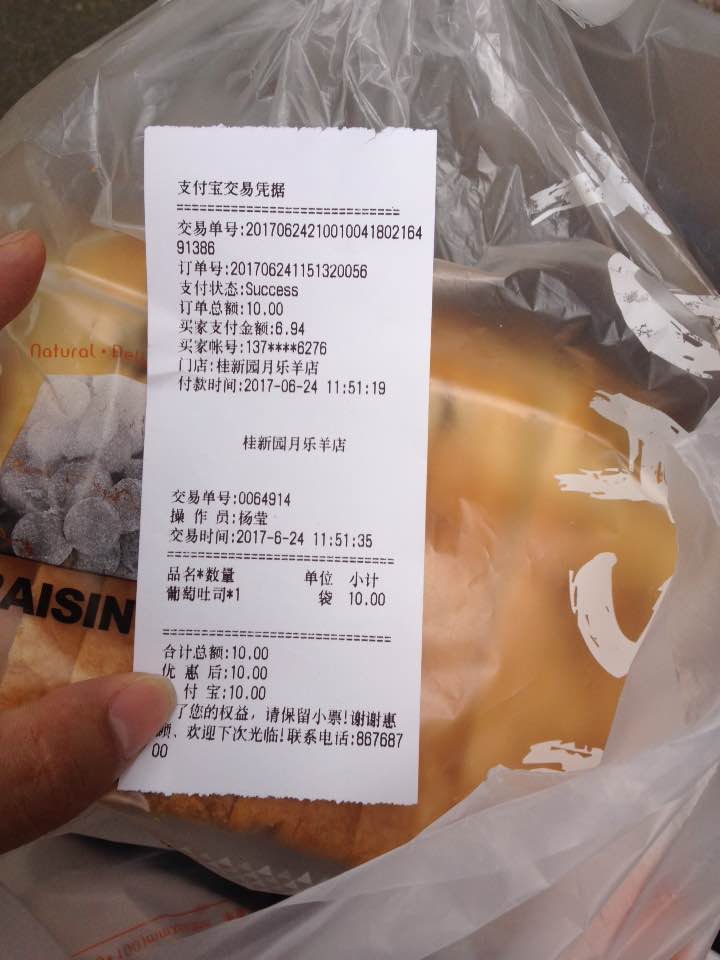 支付宝交易凭据
==============================
交易单号:20170624210010041802164
91386
订单号:201706241151320056
支付状态:Success
订单总额:10.00
买家支付金额:6.94
买家帐号:137****6276
门店:桂新园月乐羊店
付款时间:2017-06-24 11:51:19
桂新园月乐羊店
交易单号:0064914
操 作 员:杨莹
交易时间:2017-6-24 11:51:35
==============================
品名*数量 单位 小计
葡萄吐司*1 袋 10.00
==============================
合计总额:10.00
优 惠 后:10.00
付 宝:10.00
了您的权益, 请保留小票!谢谢惠
顾、欢迎下次光临!联系电话:867687
00
Natural
AISIN